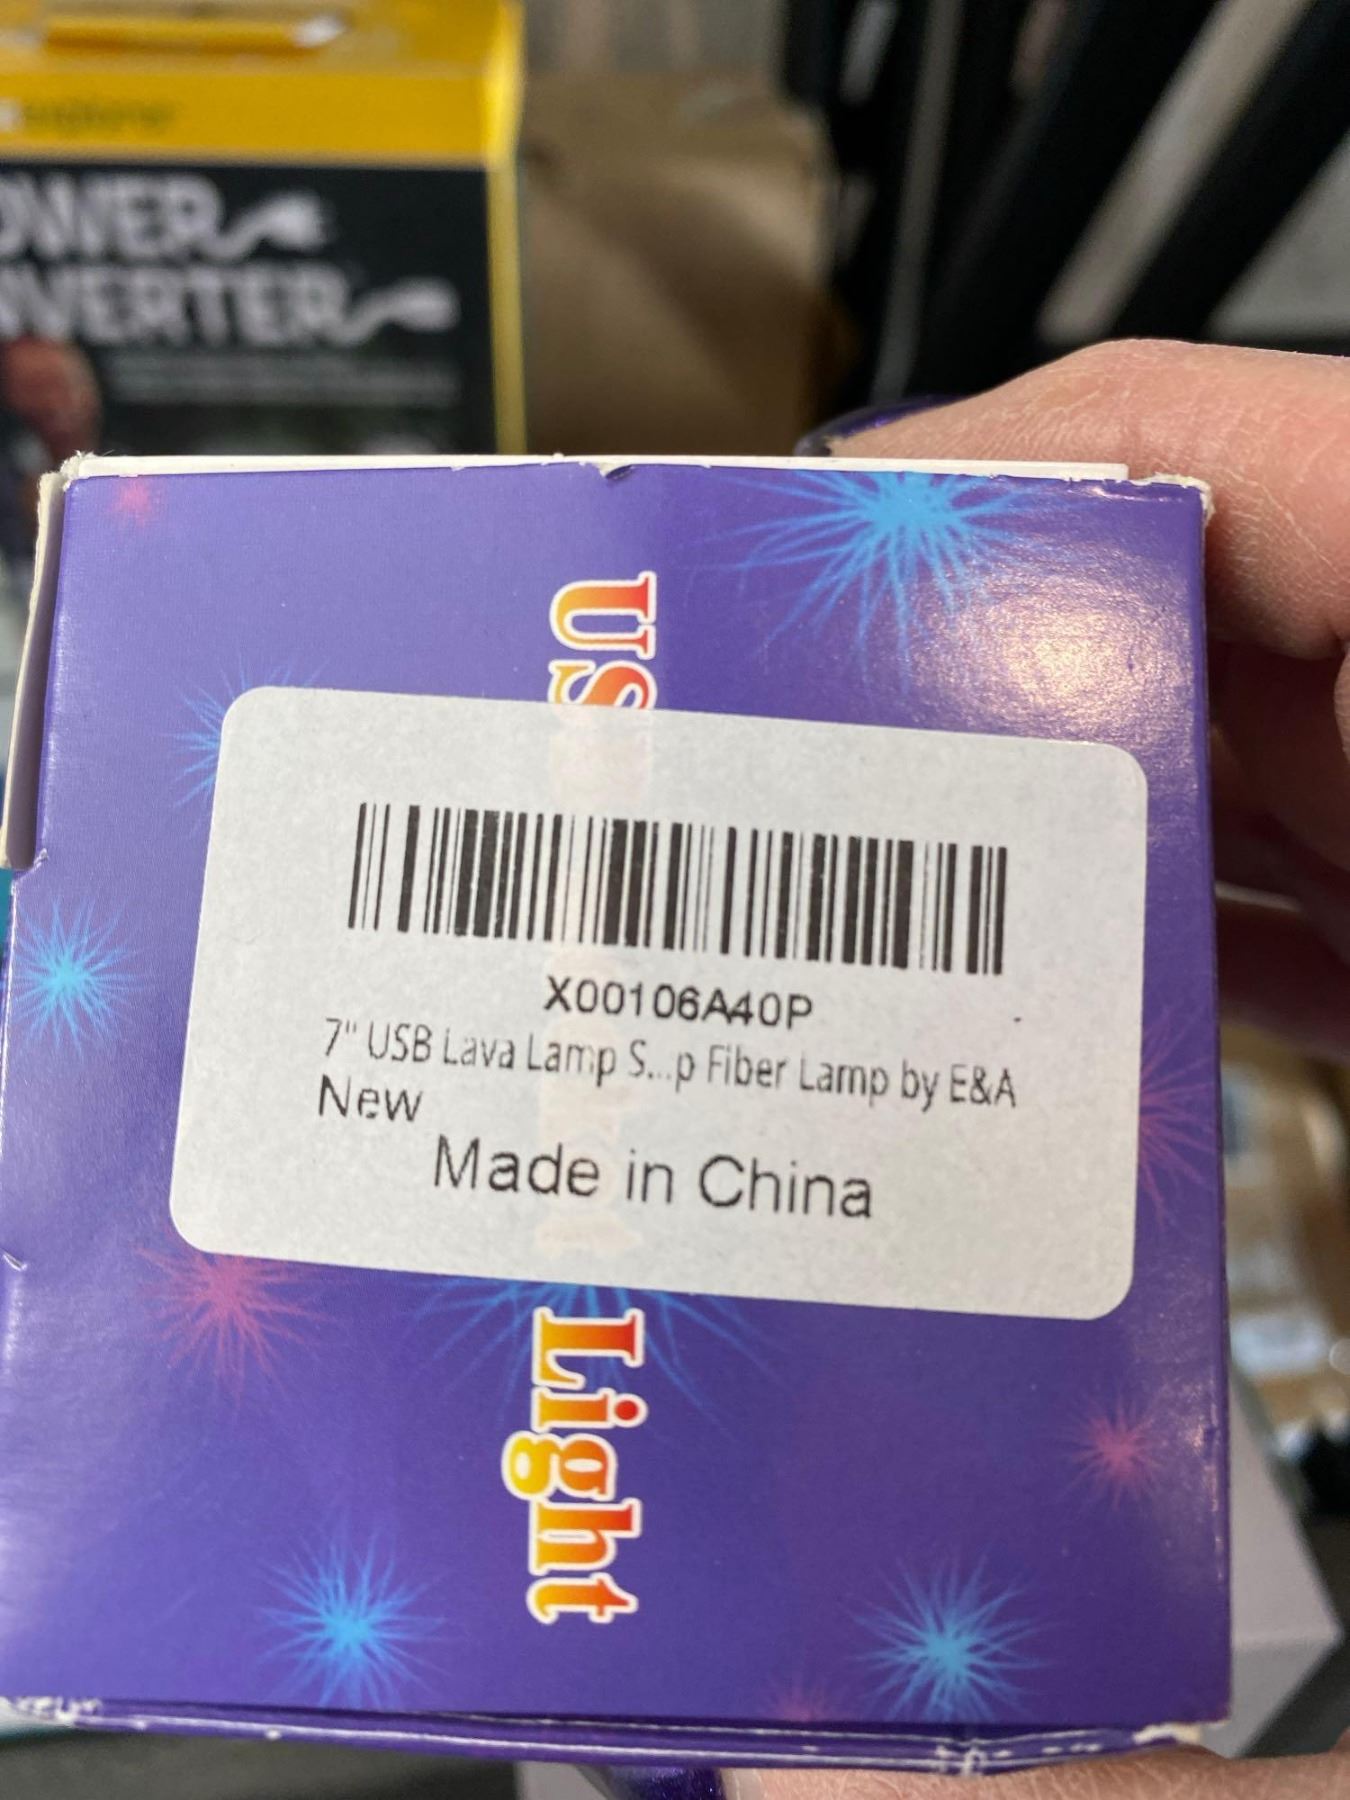 OWER
VERTER
US
X00106A40P
7" USB Lava Lamp S...p Fiber Lamp by E&A
New
Made in China
Light